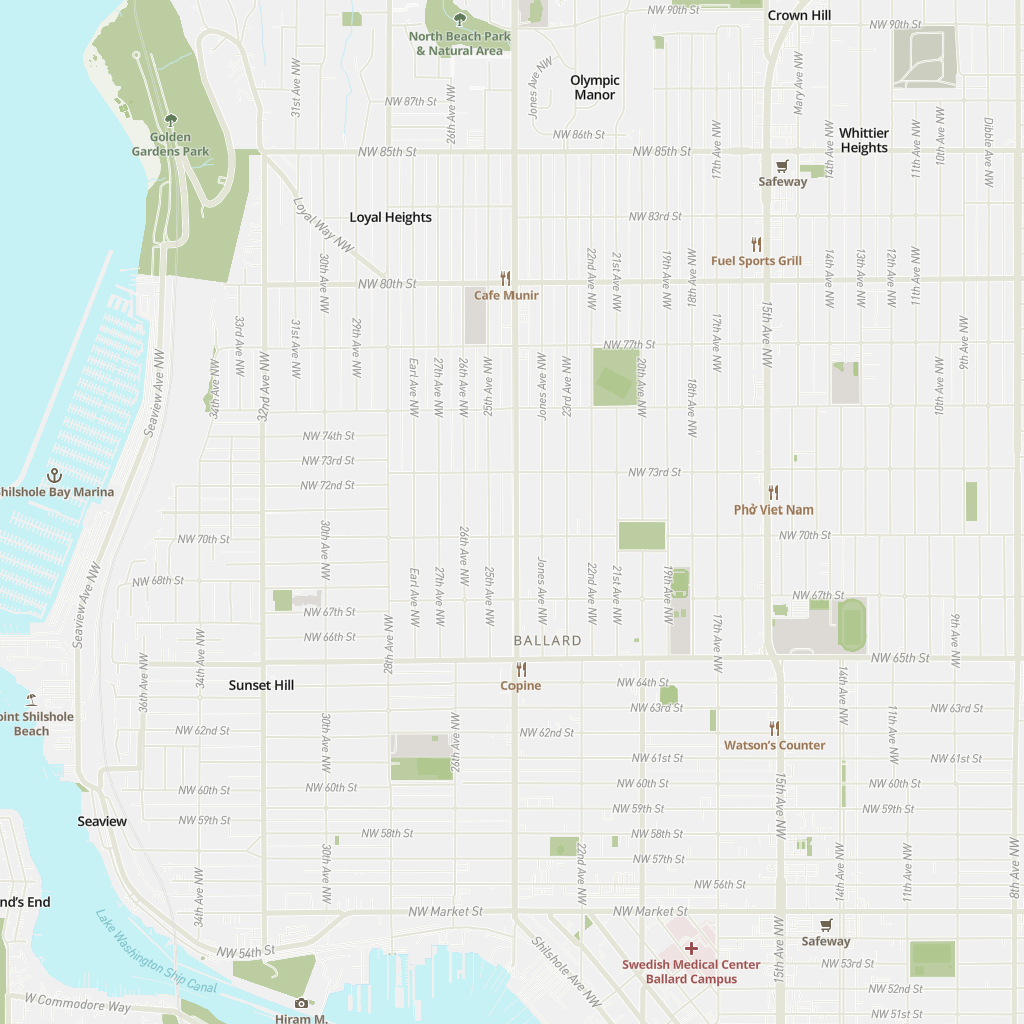 NW 90th St
Crown Hill
NW 90th St
North Beach Park
& Natural Area
Jones Ave NW
Olympic
Manor
31st Ave NW
26th Ave NW
NW 87th St
Mary Ave NW
Golden
Gardens Park
NW 86th St
Whittier
Heights
17th Ave NW
14th Ave NW
11th Ave NW
10th Ave NW
Dibble Ave NW
NW 85th St
NW 85th St
Safeway
Loyal Way NW
Loyal Heights
NW 83rd St
Fuel Sports Grill
30th Ave NW
22nd Ave NW
21st Ave NW
19th Ave NW
18th Ave NW
14th Ave NW
13th Ave NW
12th Ave NW
11th Ave NW
NW 80th St
Cafe Munir
33rd Ave NW
31st Ave NW
29th Ave NW
17th Ave NW
15th Ave NW
9th Ave NW
NW 77th St
Seaview Ave NW
34th Ave NW
32nd Ave NW
Earl Ave NW
27th Ave NW
26th Ave NW
25th Ave NW
Jones Ave NW
23rd Ave NW
20th Ave NW
18th Ave NW
10th Ave NW
NW 74th St
NW 73rd St
NW 73rd St
NW 72nd St
Shilshole Bay Marina
Phở Viet Nam
NW 70th St
NW 70th St
30th Ave NW
26th Ave NW
Seaview Ave NW
NW 68th St
Earl Ave NW
27th Ave NW
25th Ave NW
Jones Ave NW
22nd Ave NW
21st Ave NW
19th Ave NW
NW 67th St
NW 67th St
NW 66th St
34th Ave NW
28th Ave NW
17th Ave NW
9th Ave NW
BALLARD
NW 65th St
36th Ave NW
Sunset Hill
Copine
NW 64th St
14th Ave NW
NW 63rd St
NW 63rd St
Point Shilshole
Beach
NW 62nd St
30th Ave NW
26th Ave NW
NW 62nd St
11th Ave NW
Watson's Counter
NW 61st St
NW 61st St
NW 60th St
NW 60th St
NW 60th St
NW 60th St
15th Ave NW
NW 59th St
NW 59th St
NW 59th St
Seaview
NW 58th St
NW 58th St
30th Ave NW
22nd Ave NW
NW 57th St
14th Ave NW
11th Ave NW
8th Ave NW
34th Ave NW
NW 56th St
nd's End
NW Market St
NW Market St
Lake Washington Ship Canal
NW 54th St
Shilshole Ave NW
15th Ave NW
Safeway
Swedish Medical Center
Ballard Campus
NW 53rd St
NW 52nd St
W Commodore Way
Hiram M.
NW 51st St